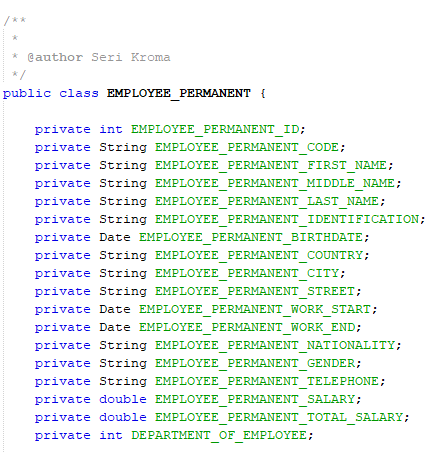 /**
 *
 * @author Seri Kroma
 */
public class EMPLOYEE_PERMANENT {
    private int EMPLOYEE_PERMANENT_ID;
    private String EMPLOYEE_PERMANENT_CODE;
    private String EMPLOYEE_PERMANENT_FIRST_NAME;
    private String EMPLOYEE_PERMANENT_MIDDLE_NAME;
    private String EMPLOYEE_PERMANENT_LAST_NAME;
    private String EMPLOYEE_PERMANENT_IDENTIFICATION;
    private Date EMPLOYEE_PERMANENT_BIRTHDATE;
    private String EMPLOYEE_PERMANENT_COUNTRY;
    private String EMPLOYEE_PERMANENT_CITY;
    private String EMPLOYEE_PERMANENT_STREET;
    private Date EMPLOYEE_PERMANENT_WORK_START;
    private Date EMPLOYEE_PERMANENT_WORK_END;
    private String EMPLOYEE_PERMANENT_NATIONALITY;
    private String EMPLOYEE_PERMANENT_GENDER;
    private String EMPLOYEE_PERMANENT_TELEPHONE;
    private double EMPLOYEE_PERMANENT_SALARY;
    private double EMPLOYEE_PERMANENT_TOTAL_SALARY;
    private int DEPARTMENT_OF_EMPLOYEE;